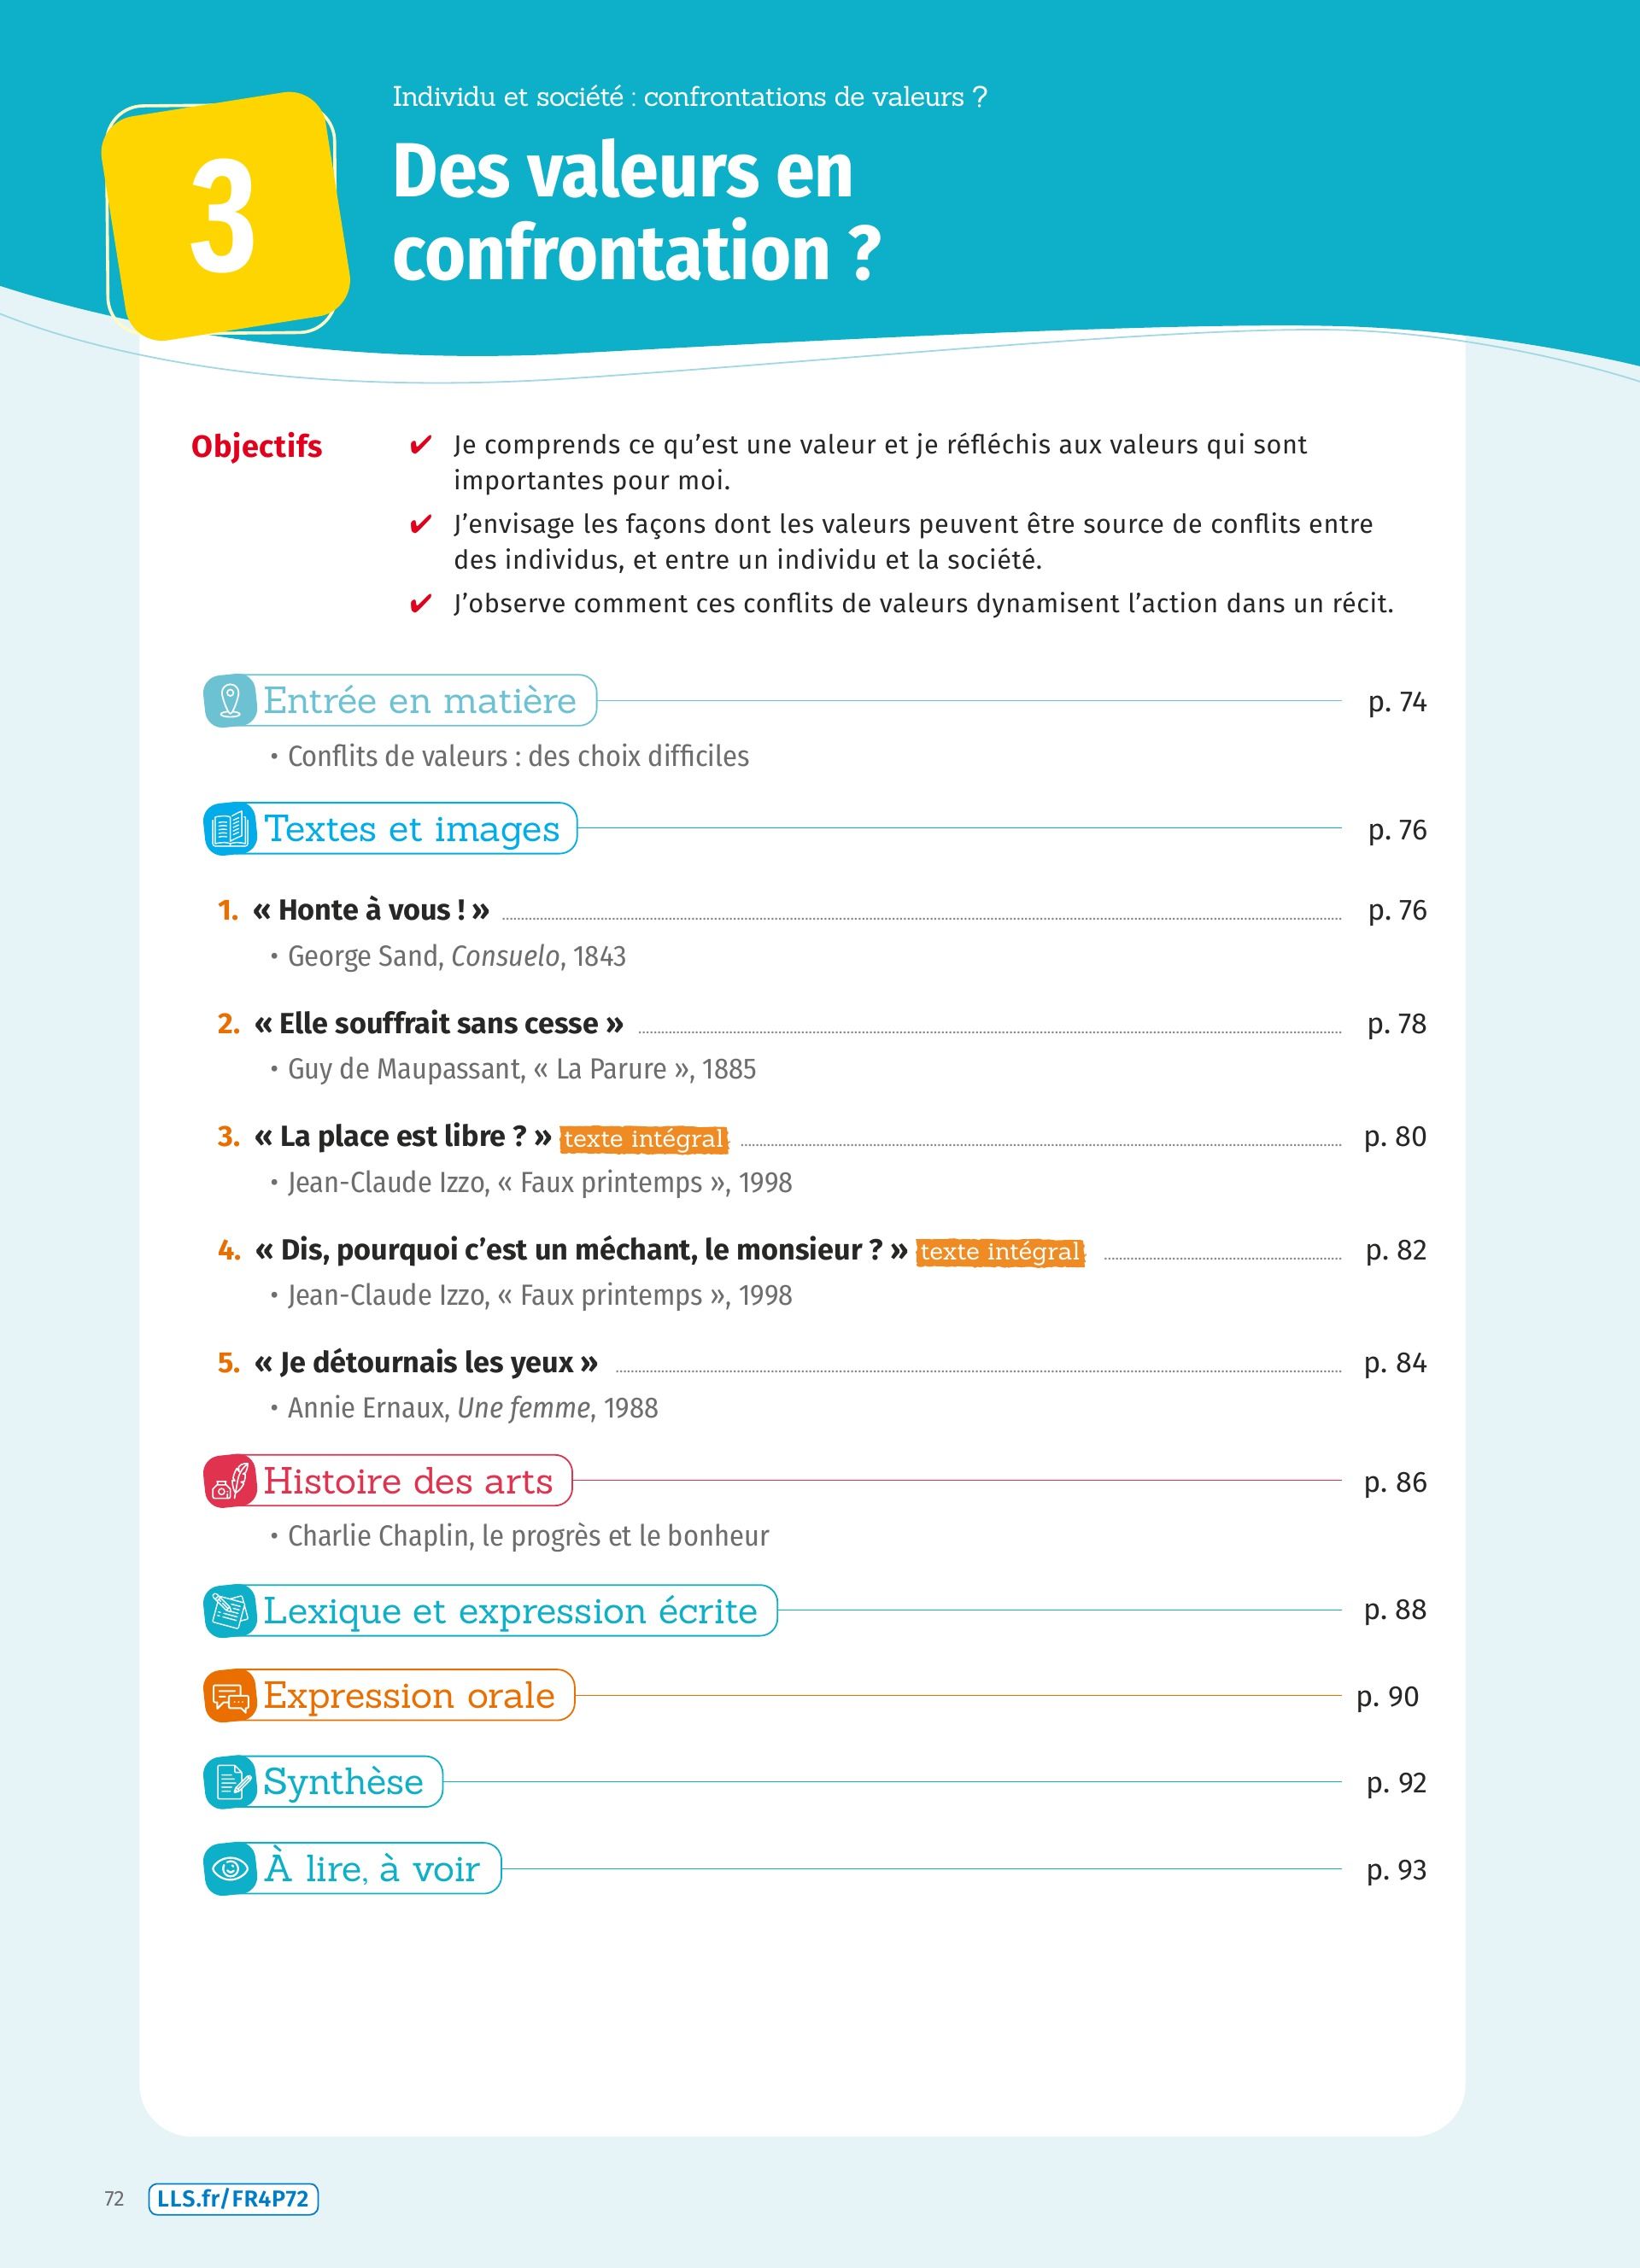 Individu et société : confrontations de valeurs ?
3
Des valeurs en
confrontation ?
Objectifs
✔ Je comprends ce qu’est une valeur et je réfléchis aux valeurs qui sont
importantes pour moi.
✔ J’envisage les façons dont les valeurs peuvent être source de conflits entre
des individus, et entre un individu et la société.
✔ J’observe comment ces conflits de valeurs dynamisent l’action dans un récit.
Entrée en matière p. 74
• Conflits de valeurs : des choix difficiles
Textes et images p. 76
1. « Honte à vous ! » p. 76
• George Sand, Consuelo, 1843
2. « Elle souffrait sans cesse » p. 78
• Guy de Maupassant, « La Parure », 1885
3. « La place est libre ? » texte intégral p. 80
• Jean-Claude Izzo, « Faux printemps », 1998
4. « Dis, pourquoi c’est un méchant, le monsieur ? » texte intégral p. 82
• Jean-Claude Izzo, « Faux printemps », 1998
5. « Je détournais les yeux » p. 84
• Annie Ernaux, Une femme, 1988
Histoire des arts p. 86
• Charlie Chaplin, le progrès et le bonheur
Lexique et expression écrite p. 88
Expression orale p. 90
Synthèse p. 92
À lire, à voir p. 93
72 LLS.fr/FR4P72